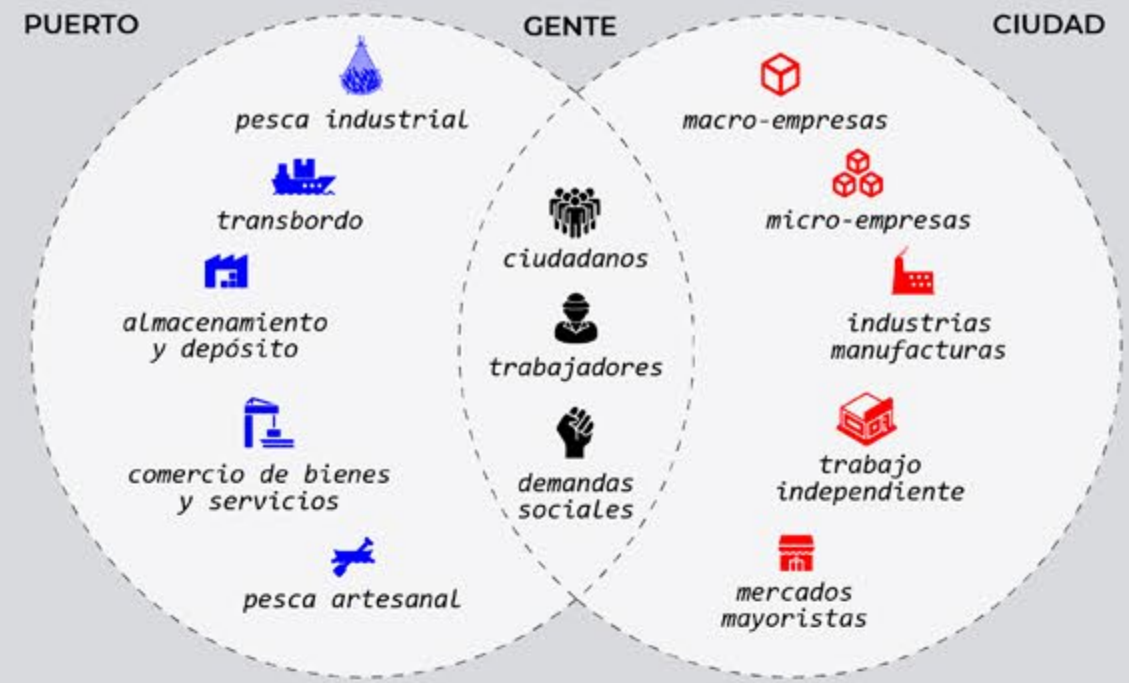 PUERTO
GENTE
CIUDAD
pesca industrial
transbordo
almacenamiento
y depósito
comercio de bienes
y servicios
pesca artesanal
ciudadanos
trabajadores
demandas
sociales
macro-empresas
micro-empresas
industrias
manufacturas
trabajo
independiente
mercados
mayoristas